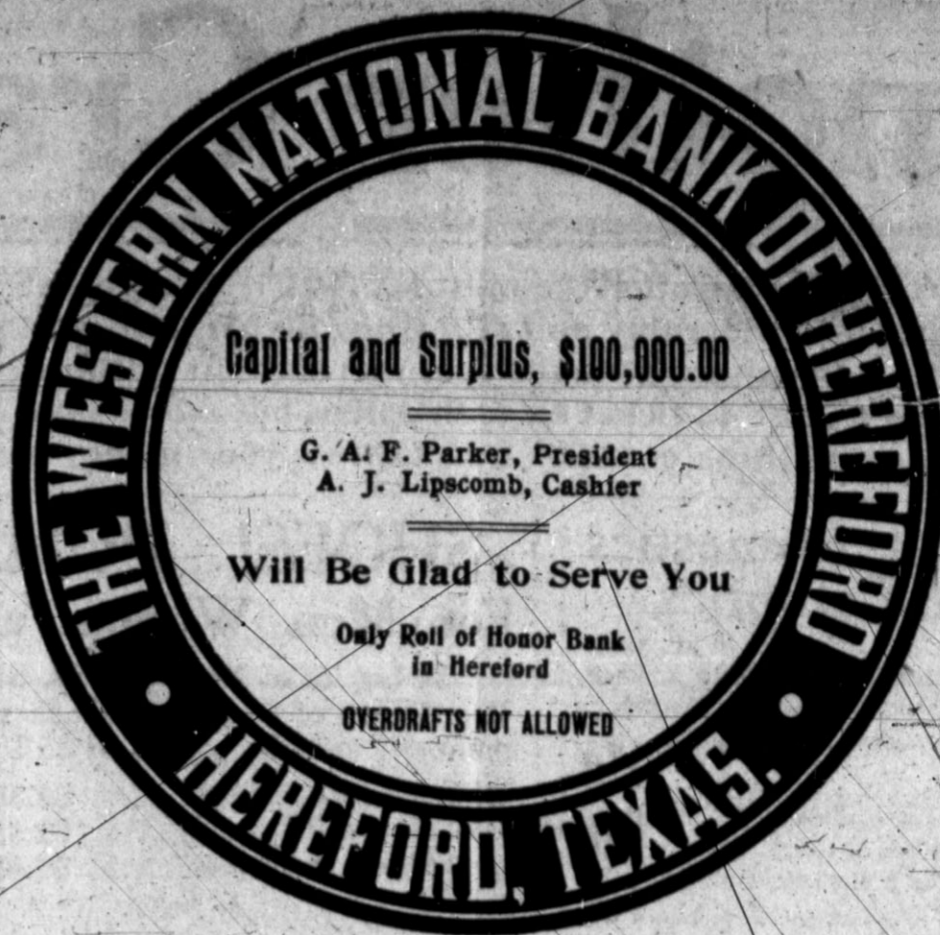 THE WESTERN NATIONAL BANK OF HEREFORD
Capital and Surplus, $100,000.00
G. A. F. Parker, President
A. J. Lipscomb, Cashier
Will Be Glad to Serve You
Only Roll of Honor Bank
in Hereford
OVERDRAFTS NOT ALLOWED
HEREFORD, TEXAS.